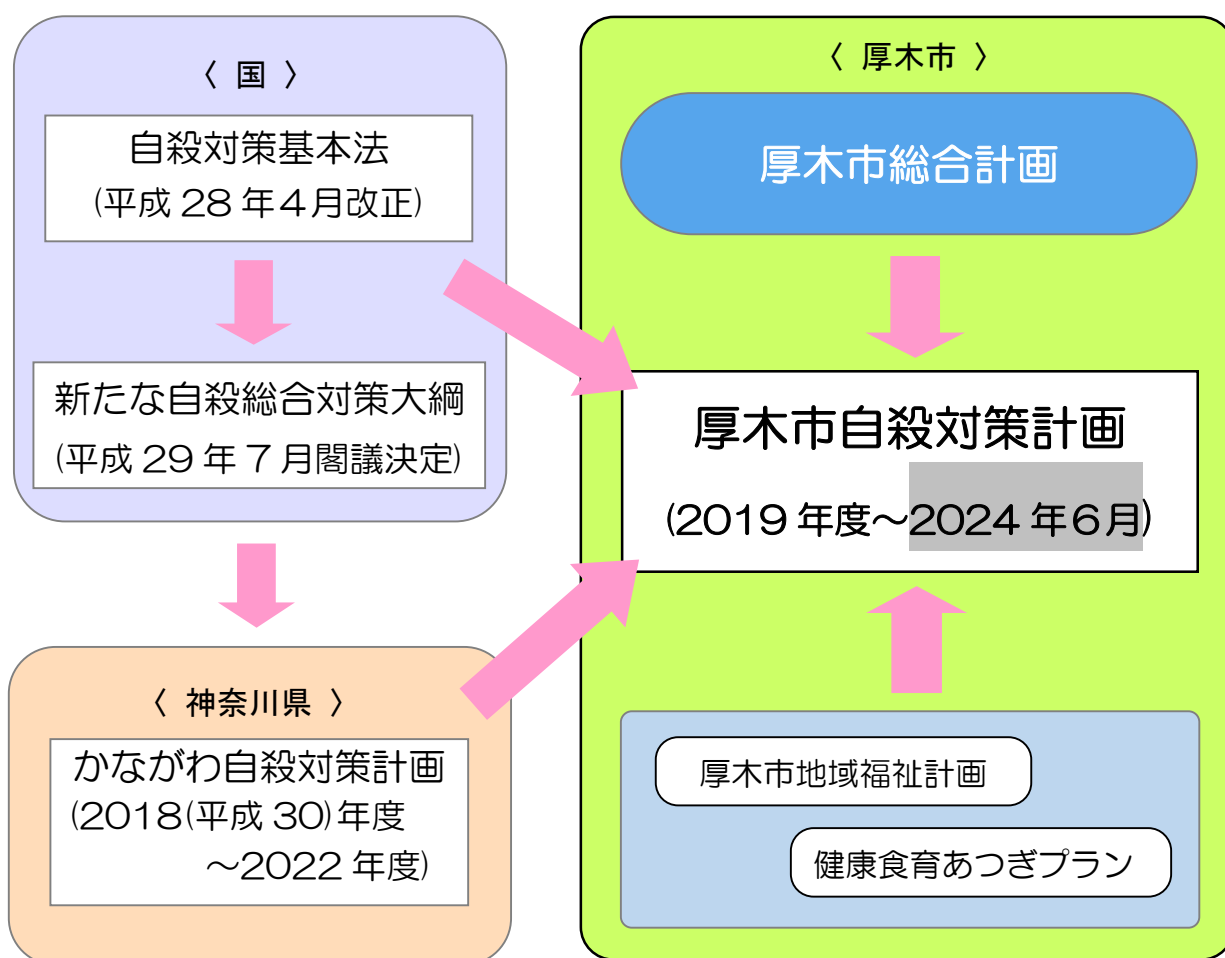 〈 国 〉
自殺対策基本法
(平成 28 年4月改正)
新たな自殺総合対策大綱
(平成 29 年 7 月閣議決定)
〈 神奈川県 〉
かながわ自殺対策計画
(2018(平成 30)年度
～2022 年度)
〈 厚木市 〉
厚木市総合計画
厚木市自殺対策計画
(2019 年度～2024 年6月)
厚木市地域福祉計画
健康食育あつぎプラン